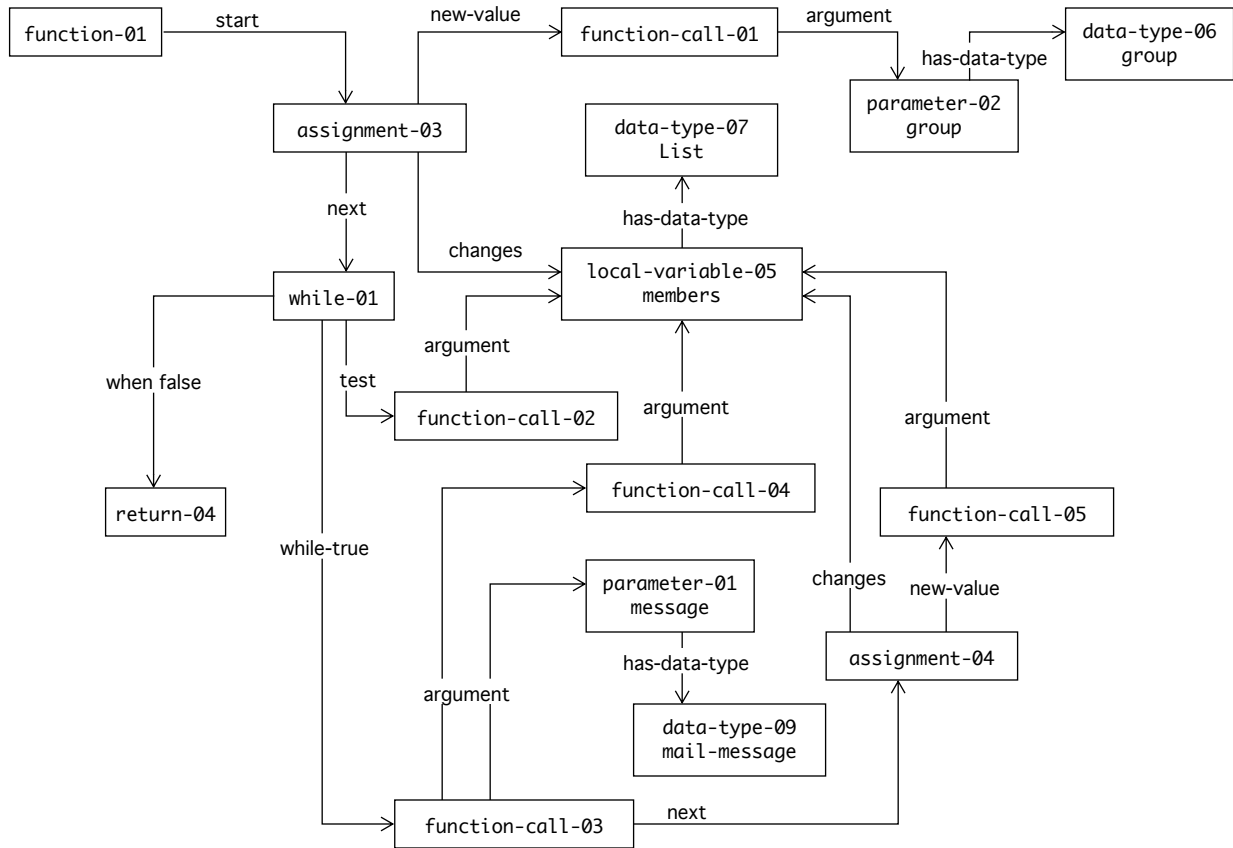 function-01
start
new-value
function-call-01
argument
data-type-06
group
has-data-type
parameter-02
group
assignment-03
data-type-07
List
next
has-data-type
changes
local-variable-05
members
while-01
argument
when false
test
function-call-02
argument
argument
function-call-04
function-call-05
return-04
while-true
parameter-01
message
changes
new-value
has-data-type
assignment-04
argument
data-type-09
mail-message
next
function-call-03